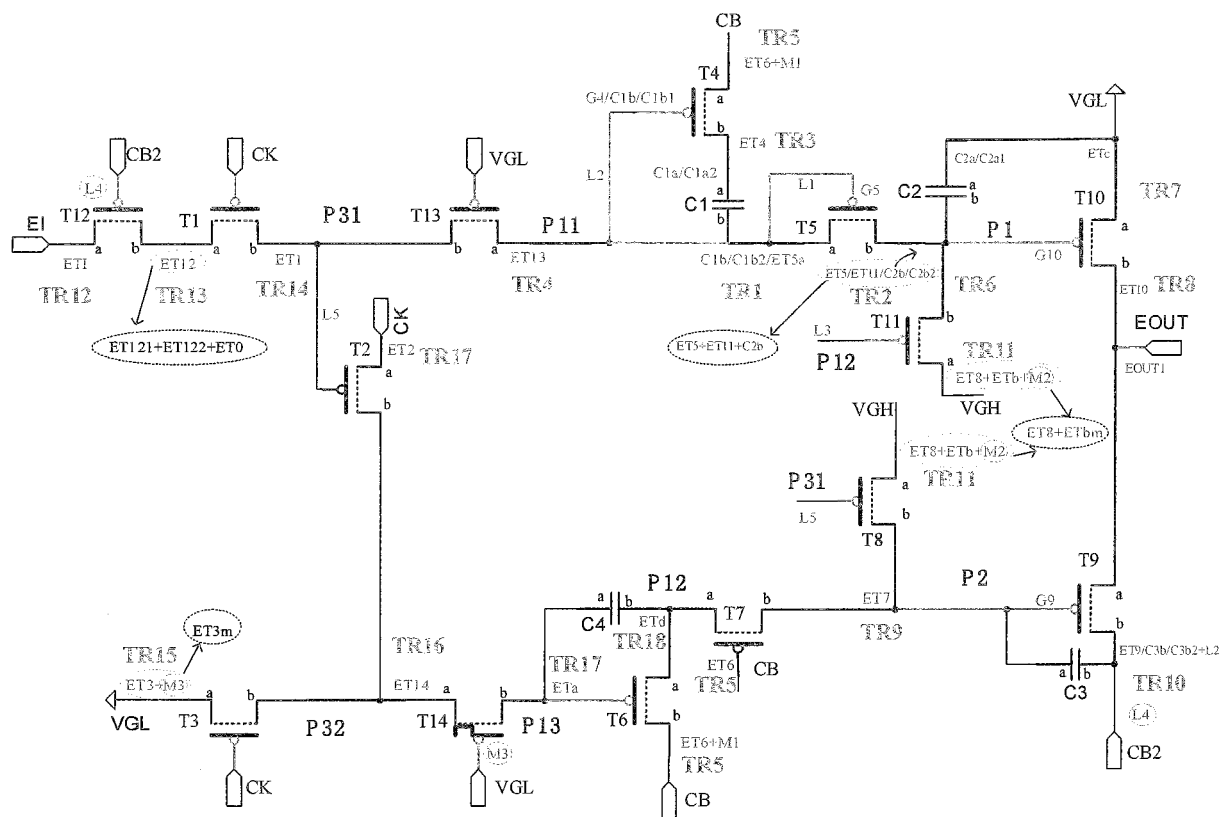 CB
TR5
ET6+M1
T4
a
b
G4/C1b/C1b1
ET4
TR3
VGL
CB2
CK
VGL
L4
L2
C1a/C1a2
L1
G5
C2a/C2a1
ETc
C2
a
b
T10
TR7
EI
T12
a
b
T1
a
b
P31
T13
b
a
P11
C1
a
b
T5
a
b
P1
G10
a
b
ETI
ET12
ET1
ET13
C1b/C1b2/ET5a
ET5/ET11/C2b/C2b2
ET10
TR8
TR12
TR13
TR14
TR4
TR1
TR2
TR6
EOUT
EOUT1
L5
CK
ET121+ET122+ET0
ET5+ET11+C2b
L3
T11
b
a
P12
TR11
ET8+ETb+M2
VGH
T2
ET2
TR17
a
b
VGH
ET8+ETb+M2
ET8+ETbm
TR11
P31
L5
a
b
T8
T9
P12
P2
a
b
C4
ETd
a
b
T7
ET7
G9
a
b
ET3m
TR16
TR18
TR9
ET9/C3b/C3b2+L2
C3
a
b
TR15
TR17
ET6
CB
TR5
TR10
ET3+M3
a
b
ET14
ETa
a
b
L4
VGL
T3
P32
T14
P13
T6
M3
ET6+M1
TR5
CK
VGL
CB
CB2